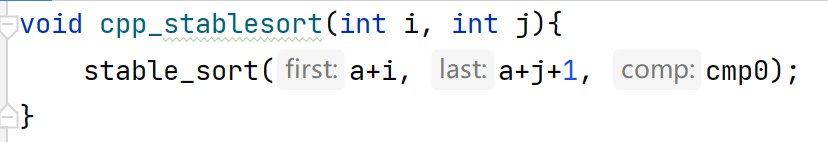 void cpp_stablesort(int i, int j){
    stable_sort(first: a+i, last: a+j+1, comp: cmp0);
}